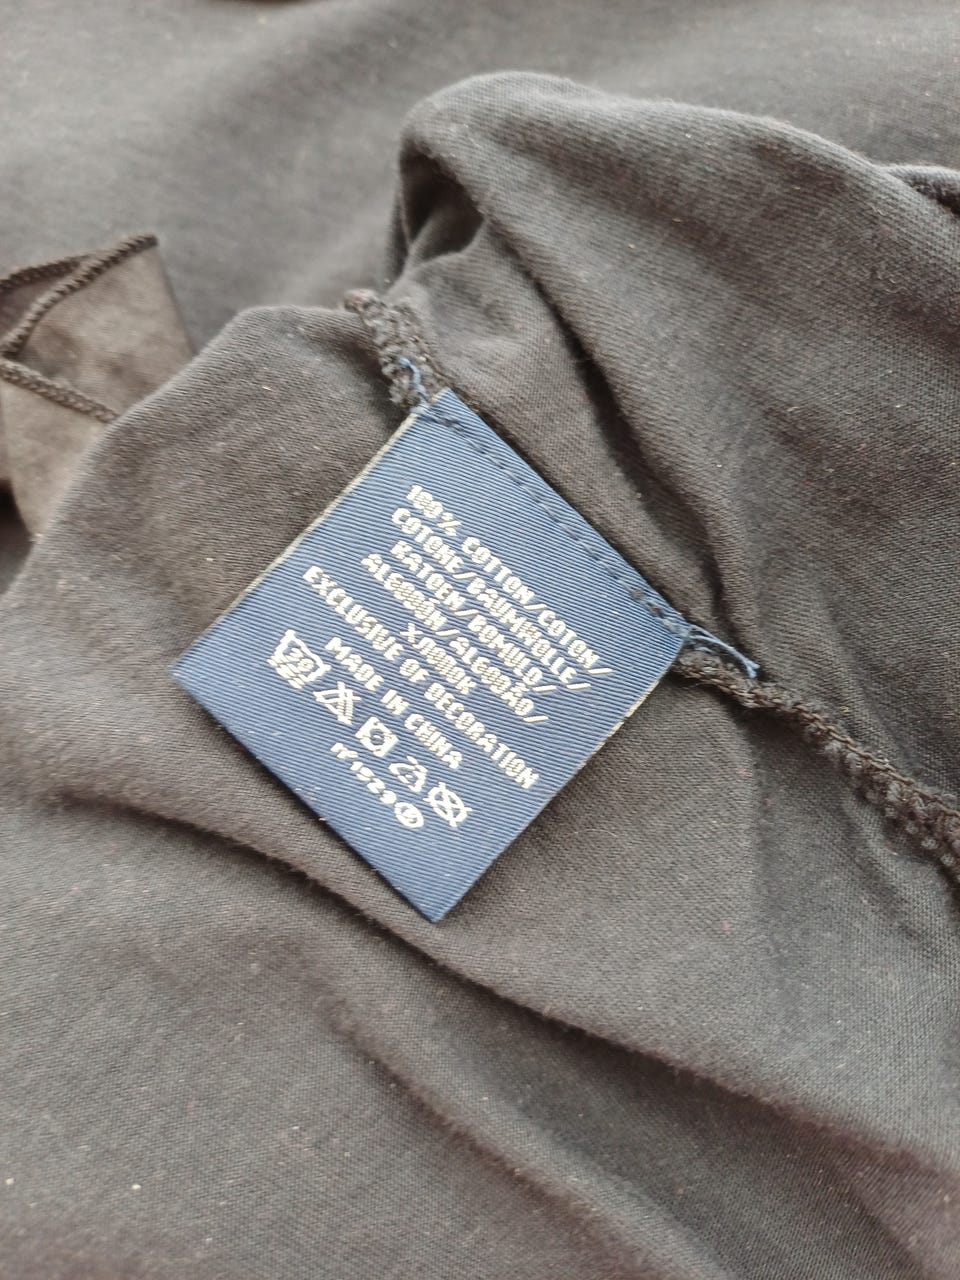 100% COTTON/COTON/
COTONE/BAUMWOLLE/
KATOEN/BOMULD/
ALGODÓN/ALGODÃO/
ХЛОПОК
EXCLUSIVE OF DECORATION
MADE IN CHINA